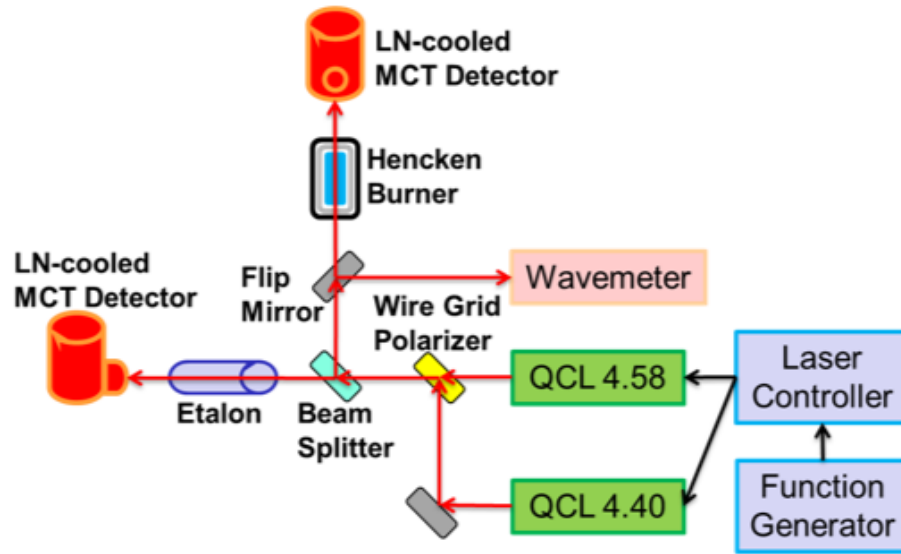 LN-cooled
MCT Detector
Hencken
Burner
LN-cooled
MCT Detector
Flip
Mirror
Wavemeter
Wire Grid
Polarizer
QCL 4.58
Laser
Controller
Etalon
Beam
Splitter
QCL 4.40
Function
Generator